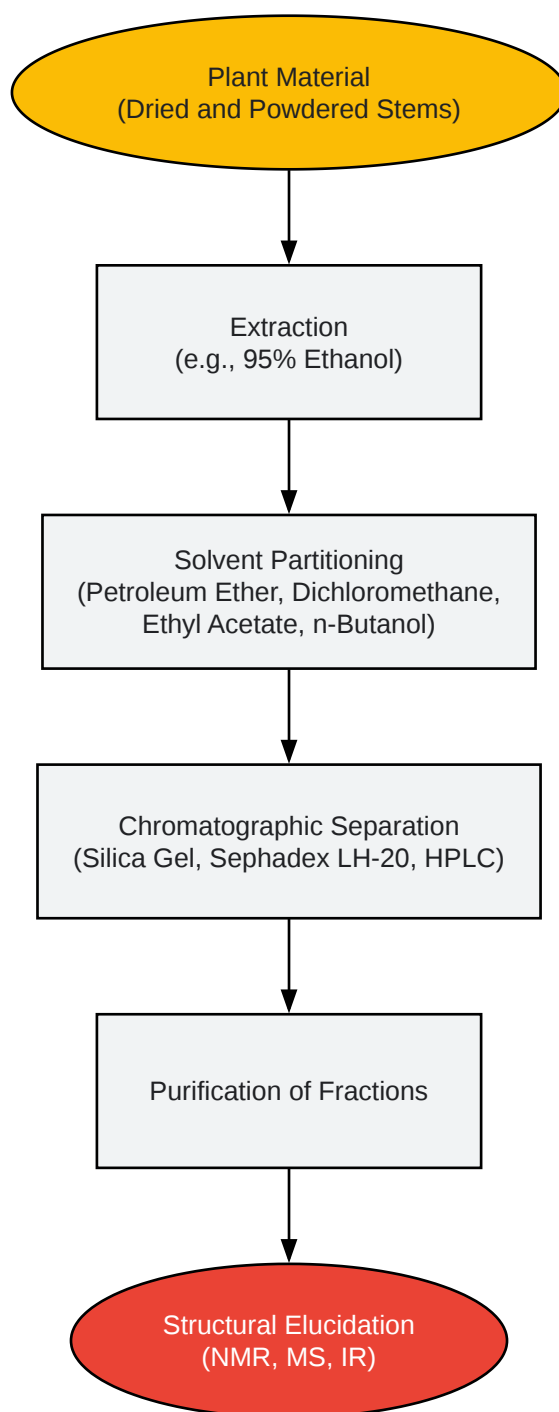 Plant Material
(Dried and Powdered Stems)
Extraction
(e.g., 95% Ethanol)
Solvent Partitioning
(Petroleum Ether, Dichloromethane,
Ethyl Acetate, n-Butanol)
Chromatographic Separation
(Silica Gel, Sephadex LH-20, HPLC)
Purification of Fractions
Structural Elucidation
(NMR, MS, IR)